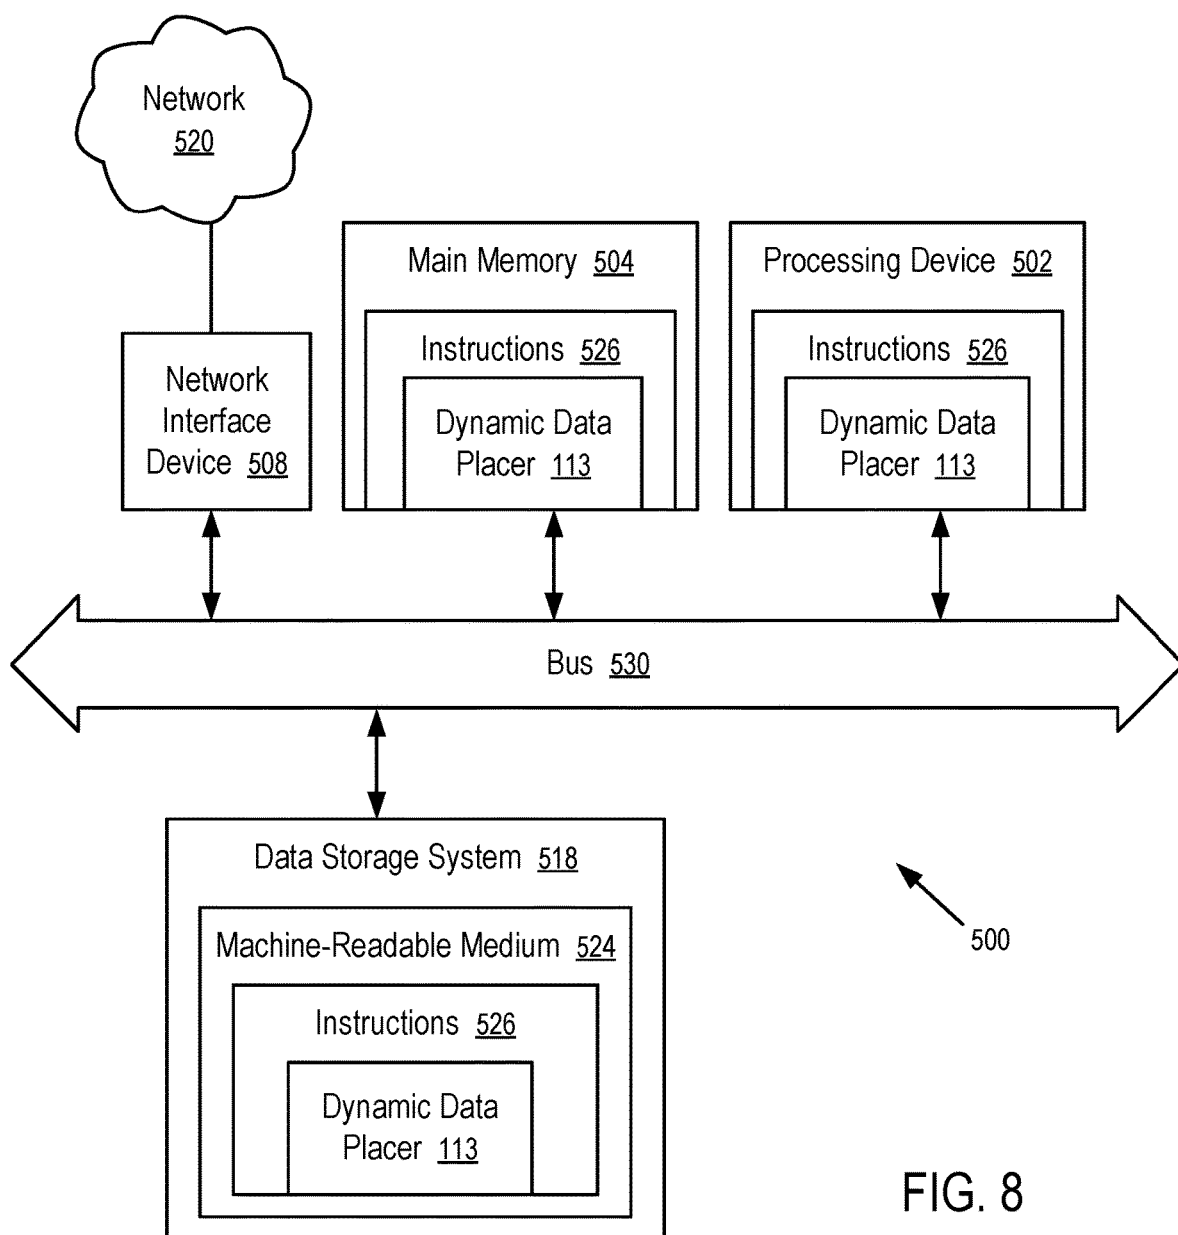 Network
520
Main Memory 504
Processing Device 502
Instructions 526
Instructions 526
Network
Interface
Device 508
Dynamic Data
Placer 113
Dynamic Data
Placer 113
Bus 530
Data Storage System 518
Machine-Readable Medium 524
500
Instructions 526
Dynamic Data
Placer 113
FIG. 8